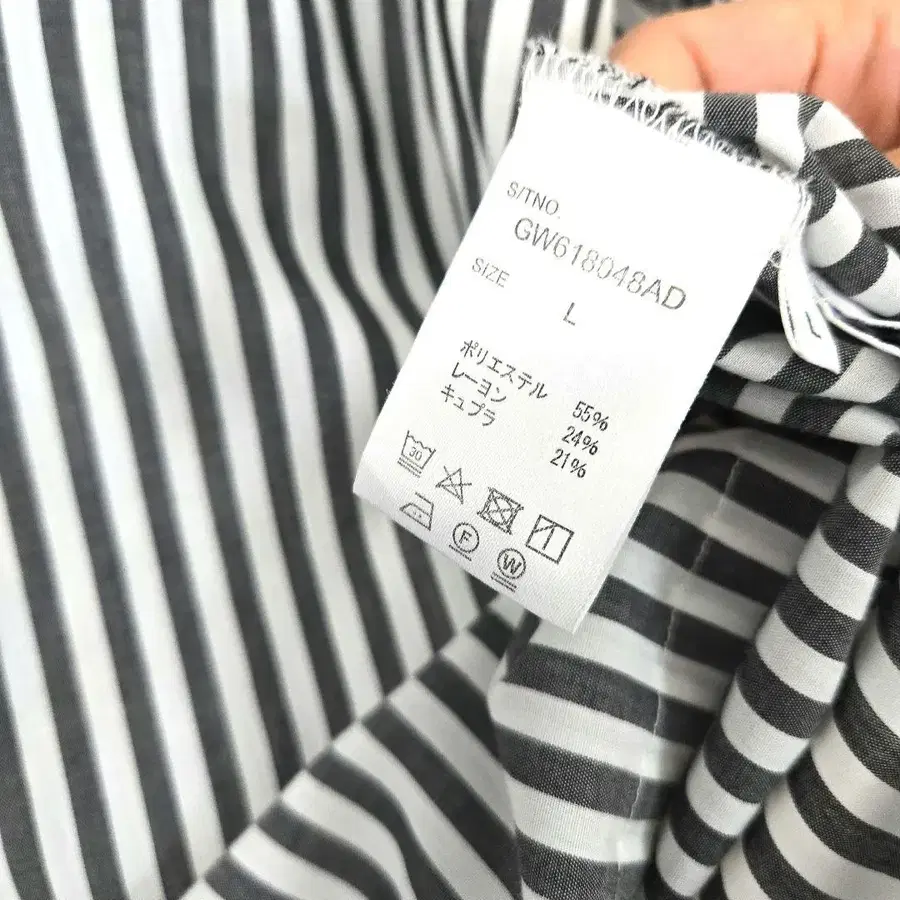 S/TNO.
GW618048AD
SIZE
L
ポリエステル 55%
レーヨン 24%
キュプラ 21%
30
F
W